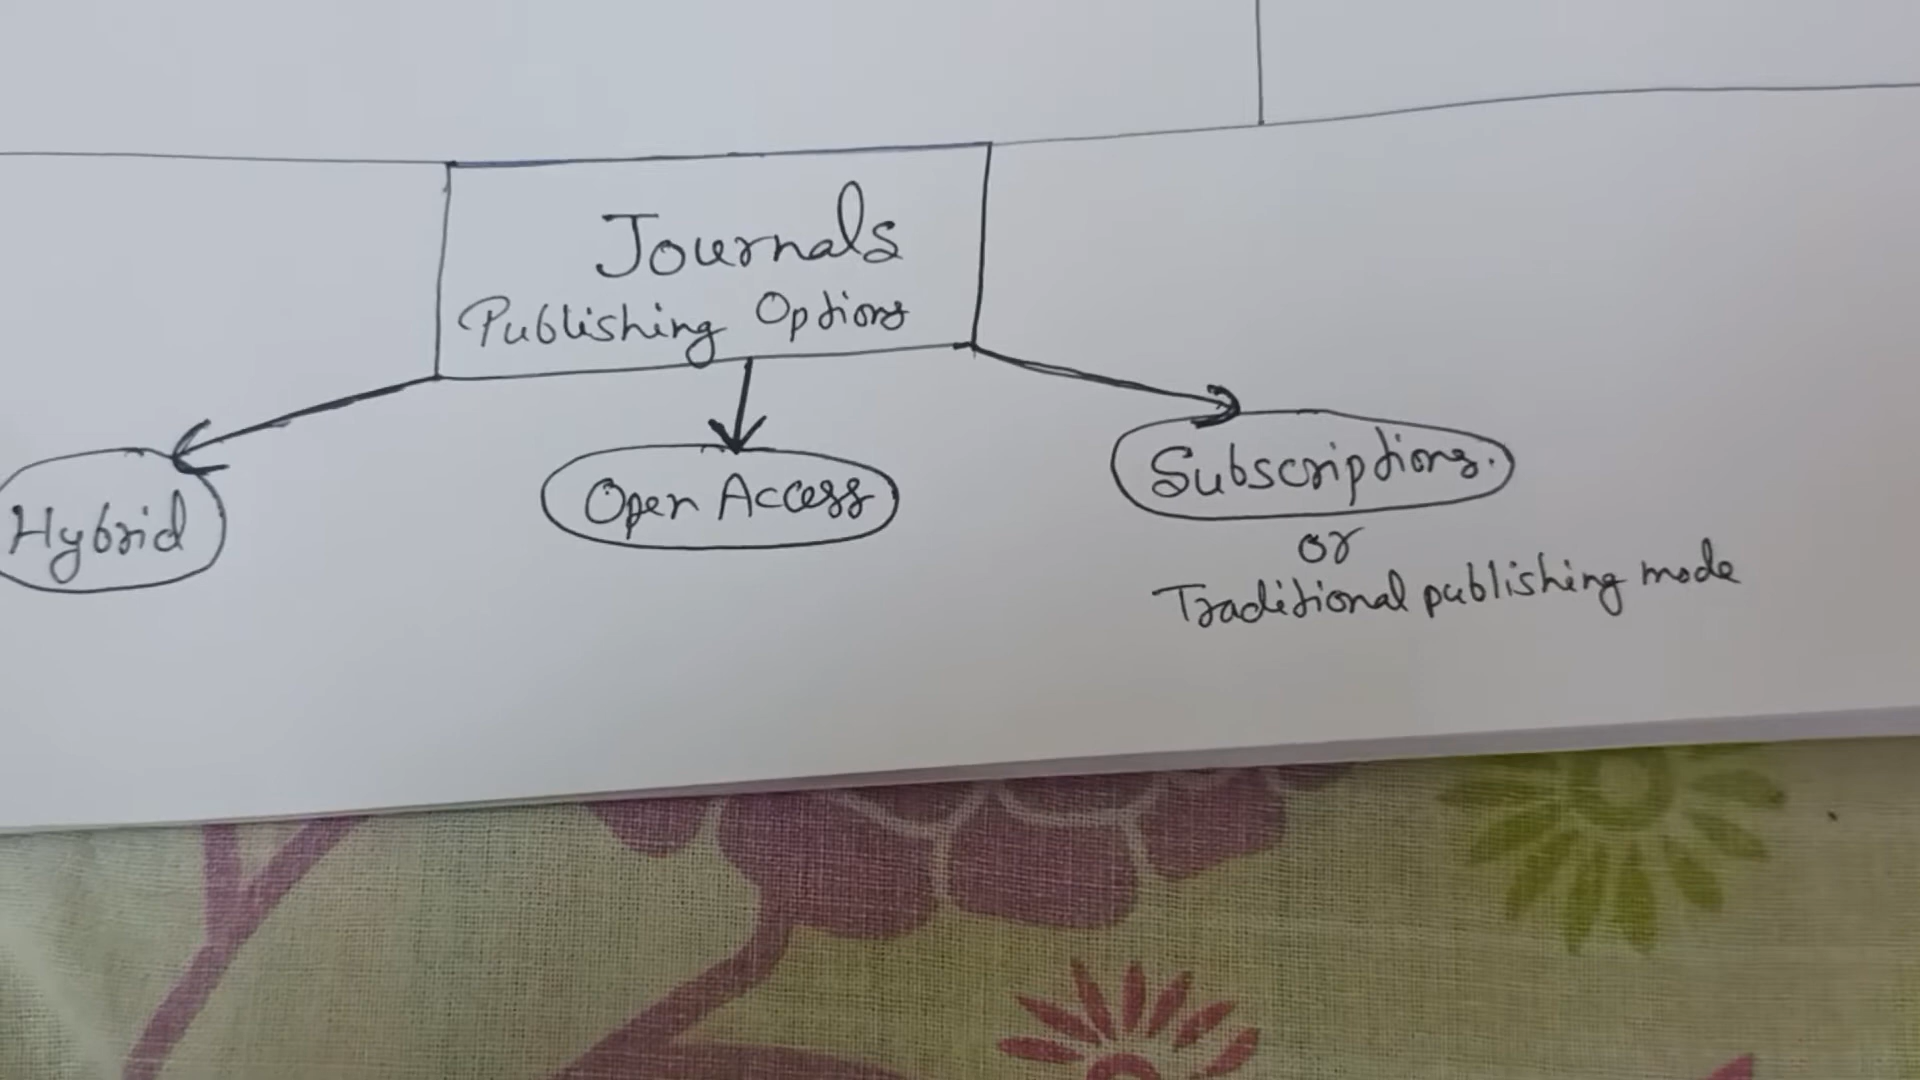 Journals
Publishing Options
Hybrid
Open Access
Subscriptions.
or
Traditional publishing mode